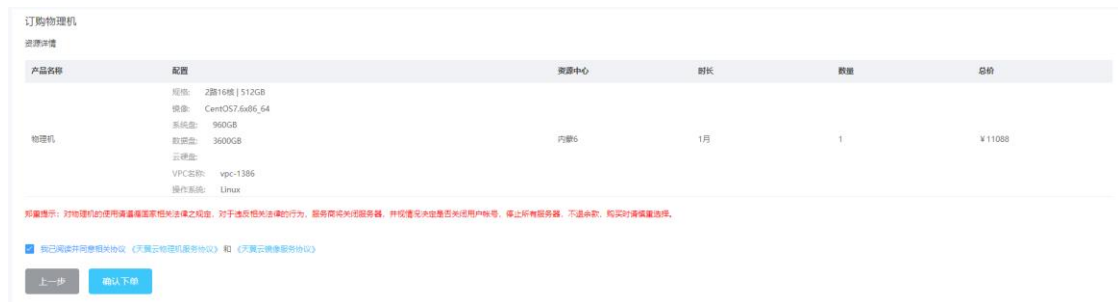 订购物理机
资源详情
产品名称 配置 资源中心 时长 数量 总价
规格: 2路16核 | 512GB
镜像: CentOS7.6x86_64
系统盘: 960GB
物理机 数据盘: 3600GB 内蒙6 1月 1 ¥11088
云硬盘:
VPC名称: vpc-1386
操作系统: Linux
郑重提示: 对物理机的使用请遵循国家相关法律之规定, 对于违反相关法律的行为, 服务商将关闭服务器, 并视情况决定是否关闭用户帐号, 停止所有服务器, 不退余款, 购买时请慎重选择。
我已阅读并同意相关协议 《天翼云物理机服务协议》 和 《天翼云镜像服务协议》
上一步 确认下单